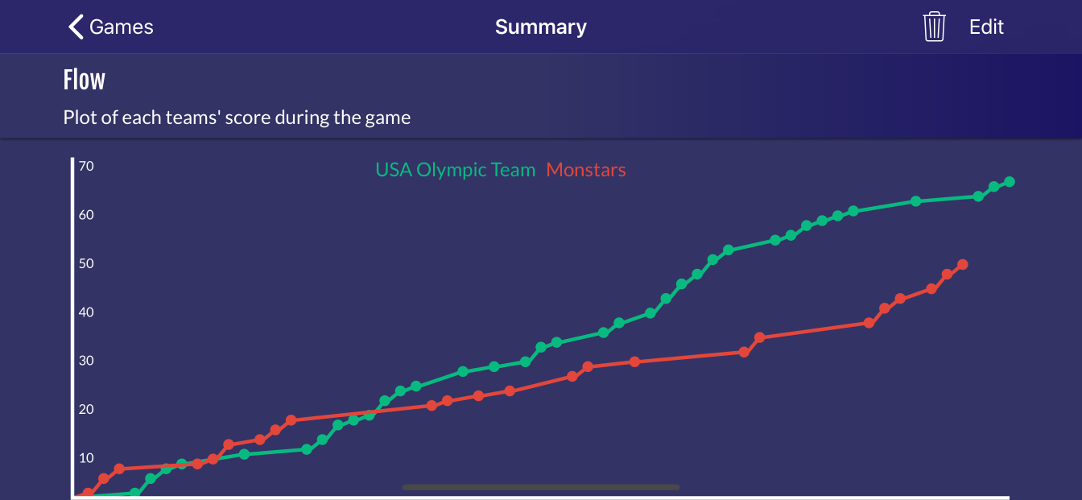 Games Summary Edit
Flow
Plot of each teams' score during the game
USA Olympic Team Monstars
70
60
50
40
30
20
10